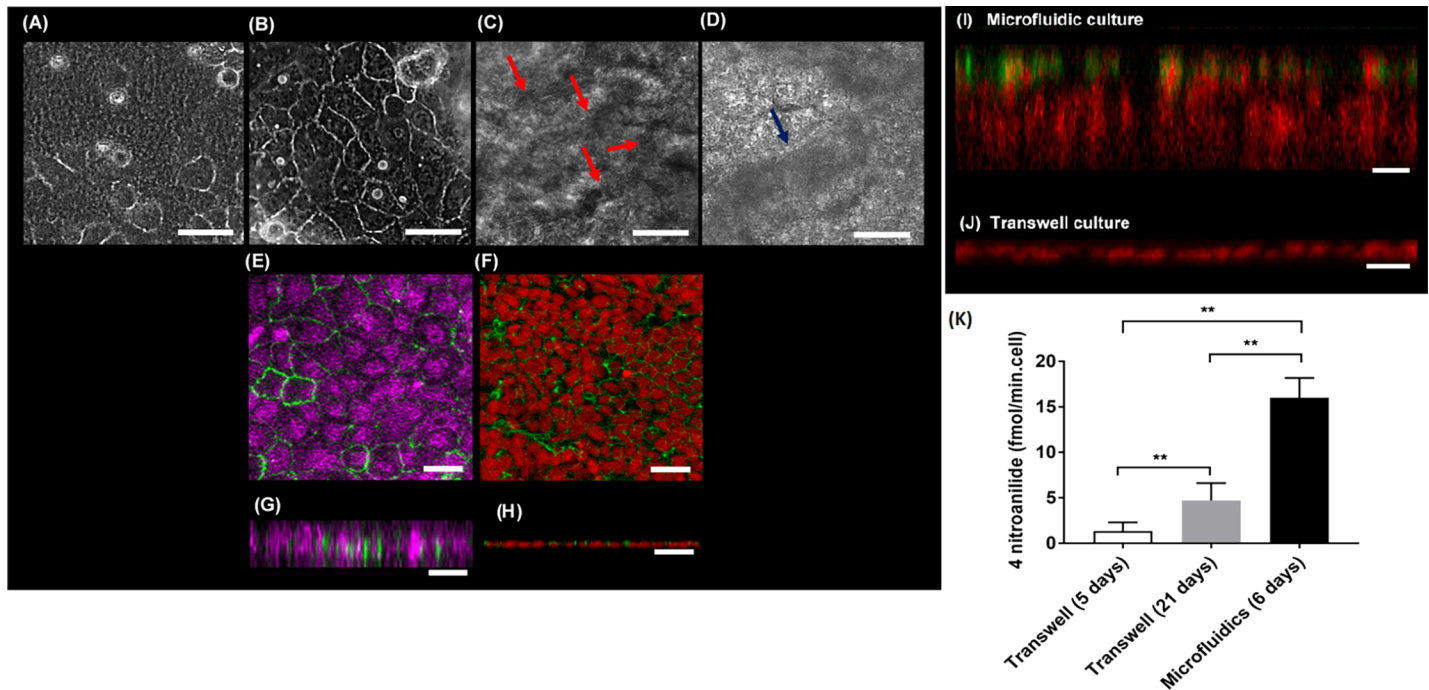 (A)
(B)
(C)
(D)
(E)
(F)
(G)
(H)
(I) Microfluidic culture
(J) Transwell culture
(K)
**
**
**
4 nitroanilide (fmol/min.cell)
20
15
10
5
0
Transwell (5 days)
Transwell (21 days)
Microfluidics (6 days)